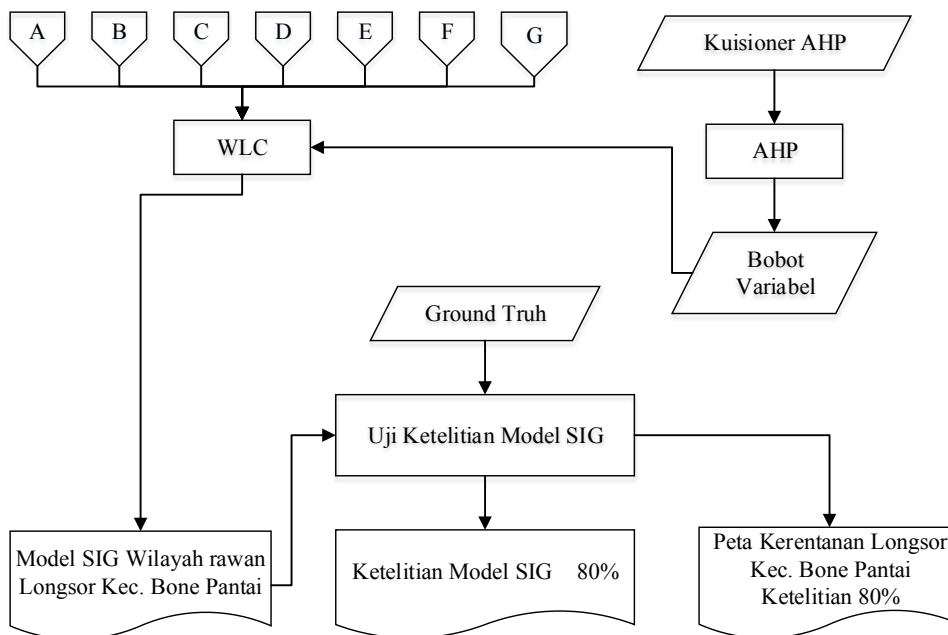 A
B
C
D
E
F
G
Kuisioner AHP
WLC
AHP
Bobot
Variabel
Ground Truh
Uji Ketelitian Model SIG
Model SIG Wilayah rawan
Longsor Kec. Bone Pantai
Ketelitian Model SIG 80%
Peta Kerentanan Longsor
Kec. Bone Pantai
Ketelitian 80%